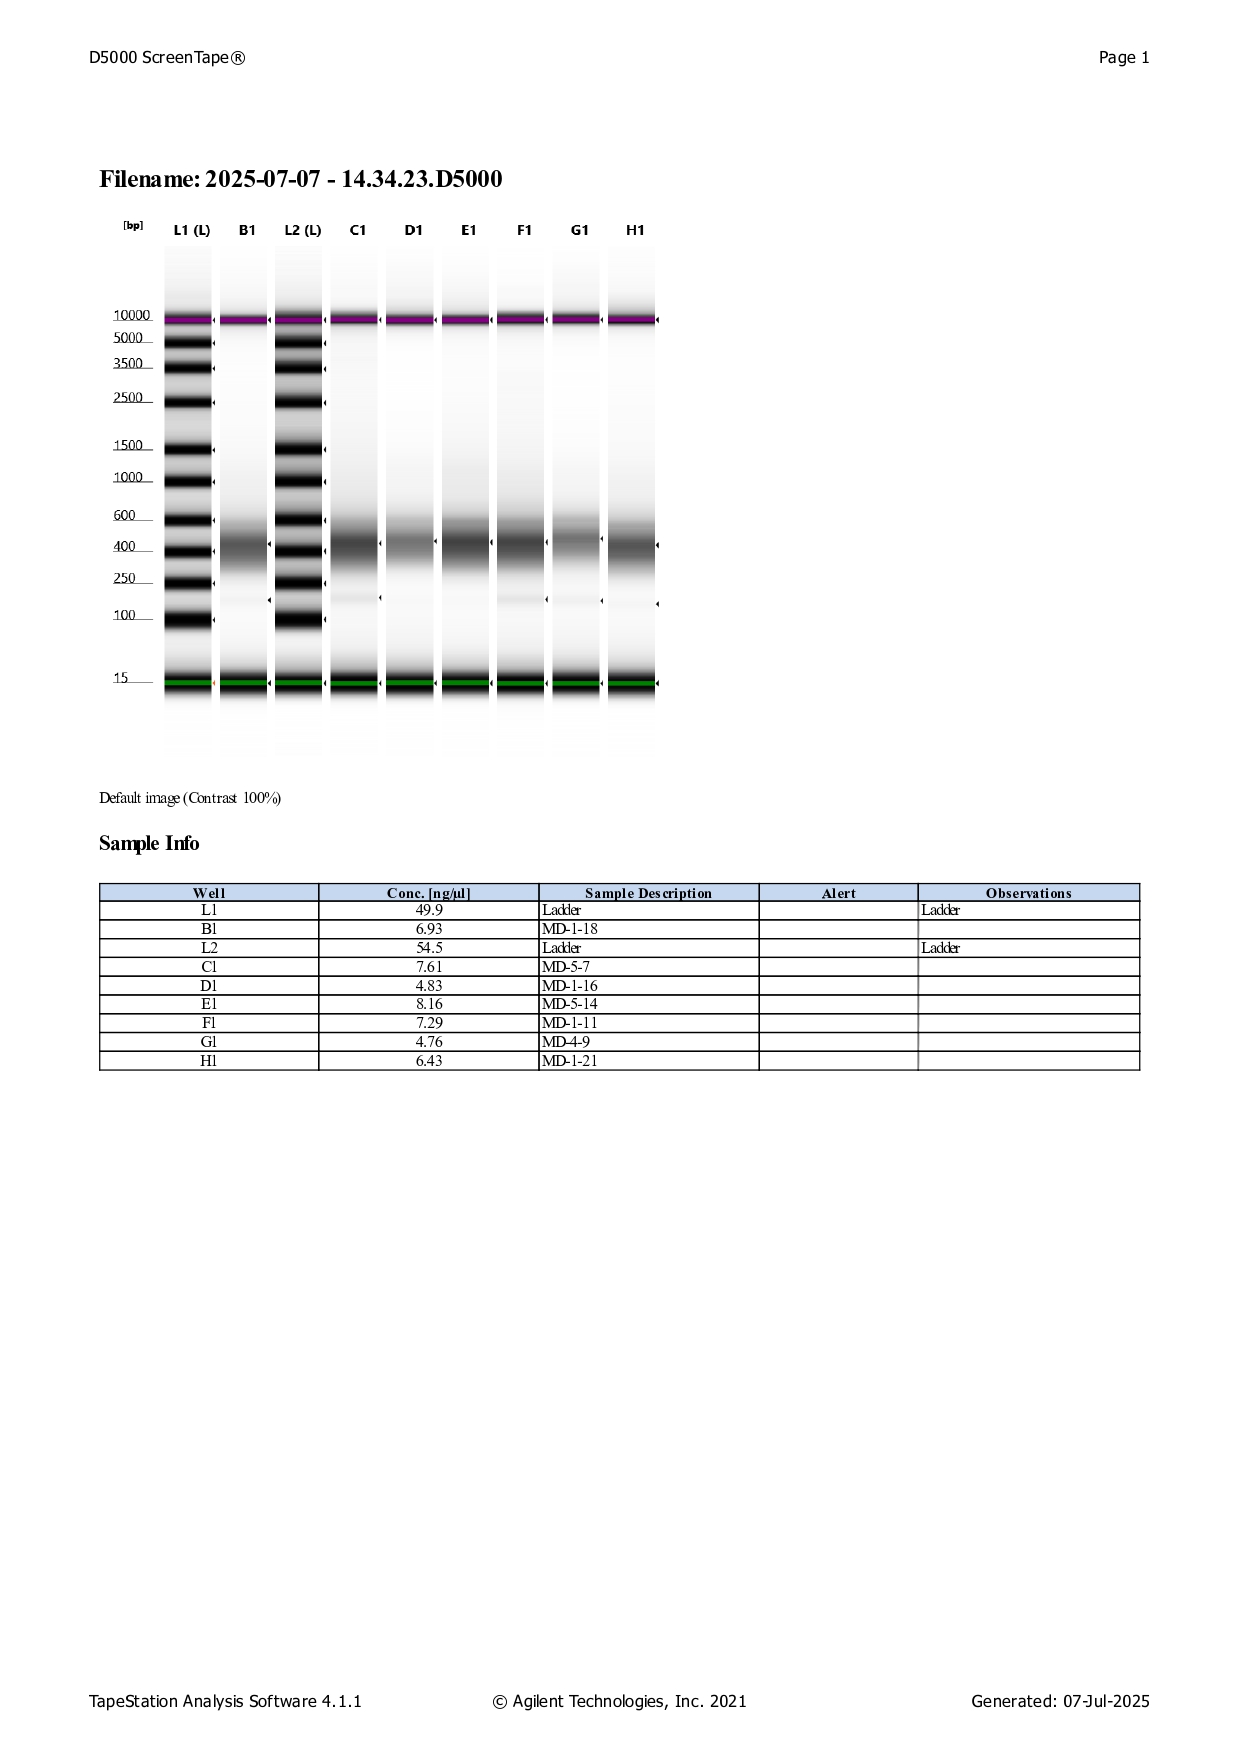 D5000 ScreenTape® Page 1
Filename: 2025-07-07 - 14.34.23.D5000
[bp] L1 (L) B1 L2 (L) C1 D1 E1 F1 G1 H1
10000
5000
3500
2500
1500
1000
600
400
250
100
15
Default image (Contrast 100%)
Sample Info
Well Conc. [ng/µl] Sample Description Alert Observations
L1 49.9 Ladder Ladder
B1 6.93 MD-1-18
L2 54.5 Ladder Ladder
C1 7.61 MD-5-7
D1 4.83 MD-1-16
E1 8.16 MD-5-14
F1 7.29 MD-1-11
G1 4.76 MD-4-9
H1 6.43 MD-1-21
TapeStation Analysis Software 4.1.1 © Agilent Technologies, Inc. 2021 Generated: 07-Jul-2025